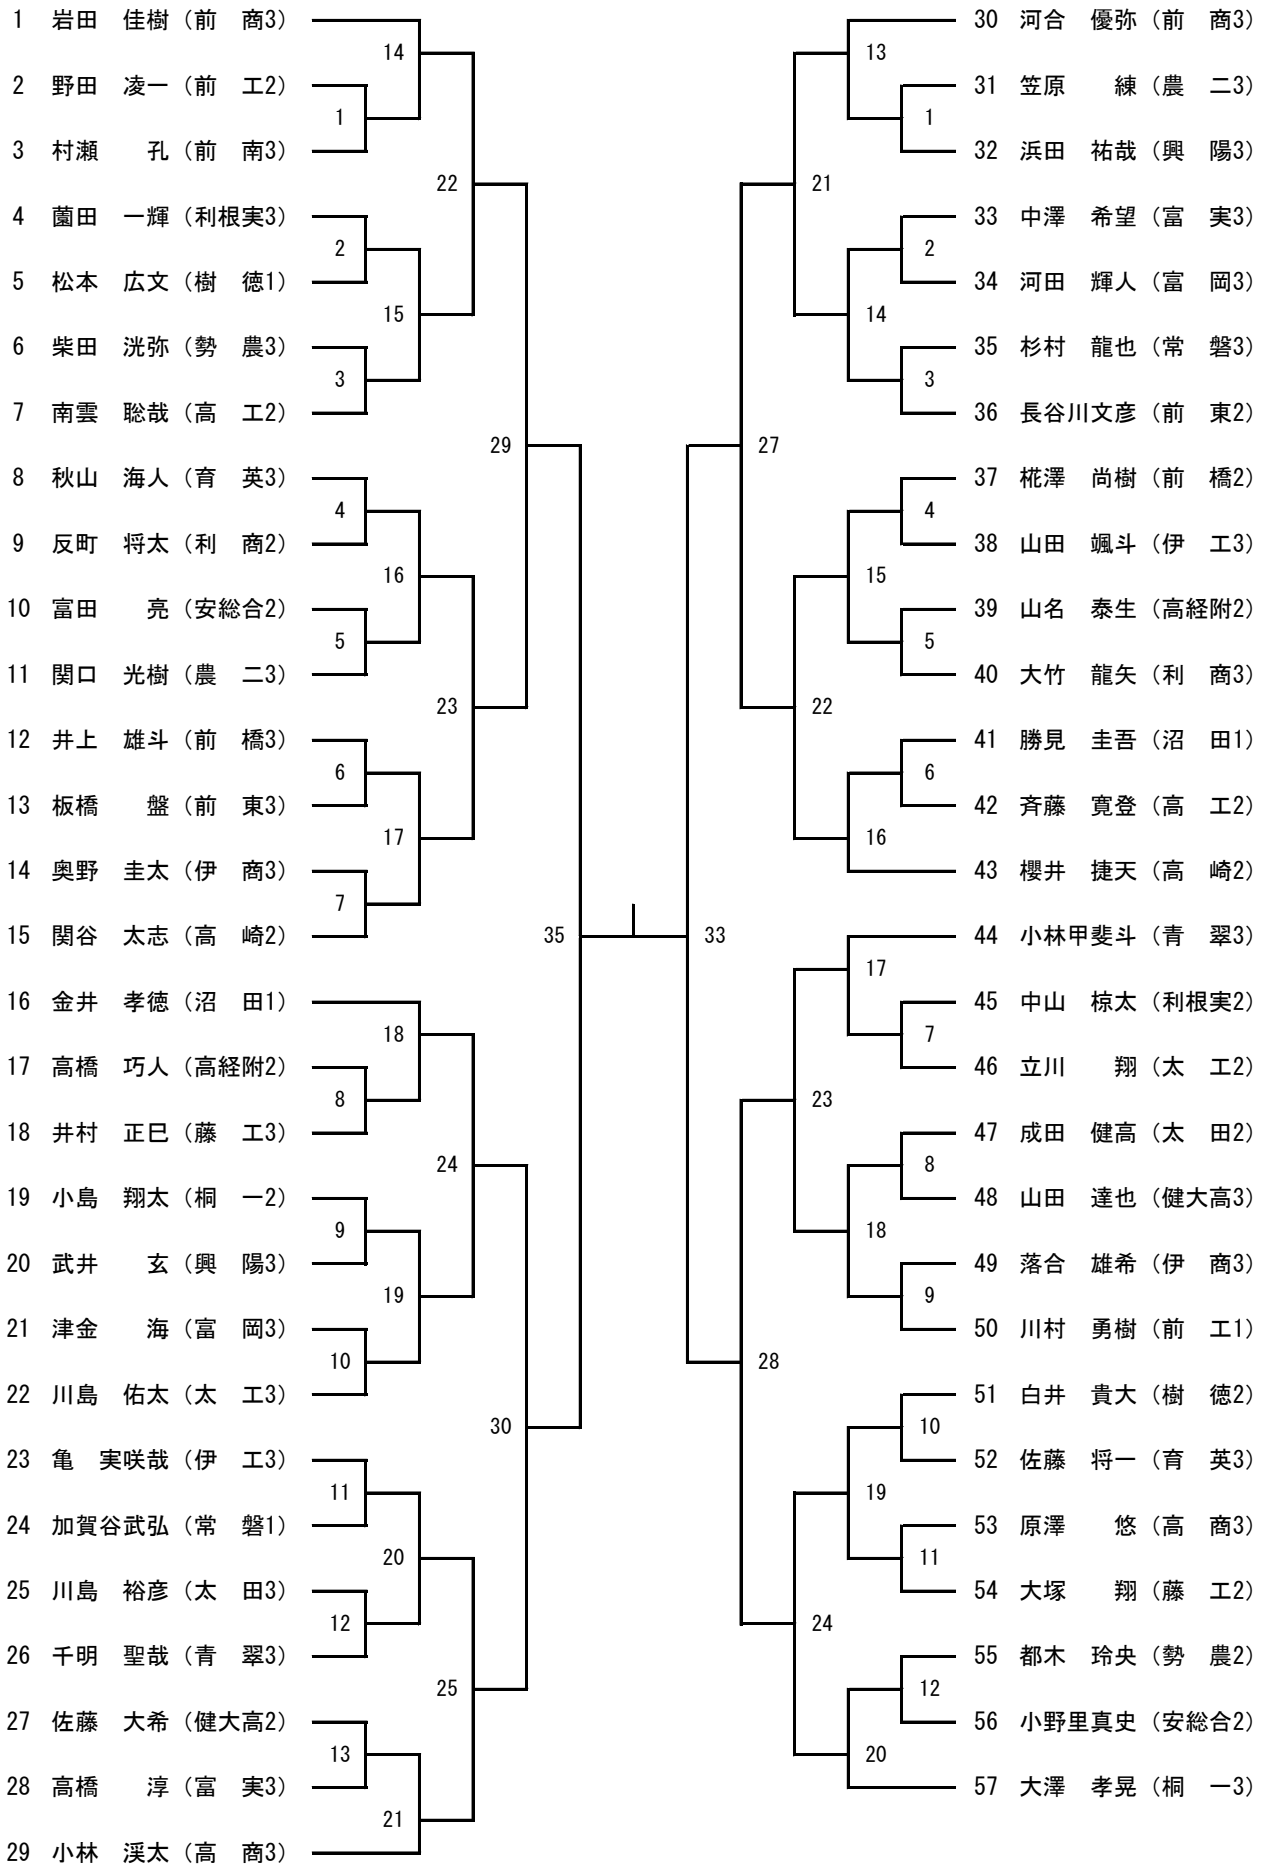 1 岩田 佳樹（前 商3）
2 野田 凌一（前 工2）
3 村瀬 孔（前 南3）
4 薗田 一輝（利根実3）
5 松本 広文（樹 徳1）
6 柴田 洸弥（勢 農3）
7 南雲 聡哉（高 工2）
8 秋山 海人（育 英3）
9 反町 将太（利 商2）
10 富田 亮（安総合2）
11 関口 光樹（農 二3）
12 井上 雄斗（前 橋3）
13 板橋 盤（前 東3）
14 奥野 圭太（伊 商3）
15 関谷 太志（高 崎2）
16 金井 孝徳（沼 田1）
17 高橋 巧人（高経附2）
18 井村 正巳（藤 工3）
19 小島 翔太（桐 一2）
20 武井 玄（興 陽3）
21 津金 海（富 岡3）
22 川島 佑太（太 工3）
23 亀 実咲哉（伊 工3）
24 加賀谷武弘（常 磐1）
25 川島 裕彦（太 田3）
26 千明 聖哉（青 翠3）
27 佐藤 大希（健大高2）
28 高橋 淳（富 実3）
29 小林 渓太（高 商3）
14
1
22
2
15
3
29
4
16
5
23
6
17
7
35
18
8
24
9
19
10
30
11
20
12
25
13
21
33
13
1
21
2
14
3
27
4
15
5
22
6
16
17
7
23
8
18
9
28
10
19
11
24
12
20
30 河合 優弥（前 商3）
31 笠原 練（農 二3）
32 浜田 祐哉（興 陽3）
33 中澤 希望（富 実3）
34 河田 輝人（富 岡3）
35 杉村 龍也（常 磐3）
36 長谷川文彦（前 東2）
37 椛澤 尚樹（前 橋2）
38 山田 颯斗（伊 工3）
39 山名 泰生（高経附2）
40 大竹 龍矢（利 商3）
41 勝見 圭吾（沼 田1）
42 斉藤 寛登（高 工2）
43 櫻井 捷天（高 崎2）
44 小林甲斐斗（青 翠3）
45 中山 椋太（利根実2）
46 立川 翔（太 工2）
47 成田 健高（太 田2）
48 山田 達也（健大高3）
49 落合 雄希（伊 商3）
50 川村 勇樹（前 工1）
51 白井 貴大（樹 徳2）
52 佐藤 将一（育 英3）
53 原澤 悠（高 商3）
54 大塚 翔（藤 工2）
55 都木 玲央（勢 農2）
56 小野里真史（安総合2）
57 大澤 孝晃（桐 一3）